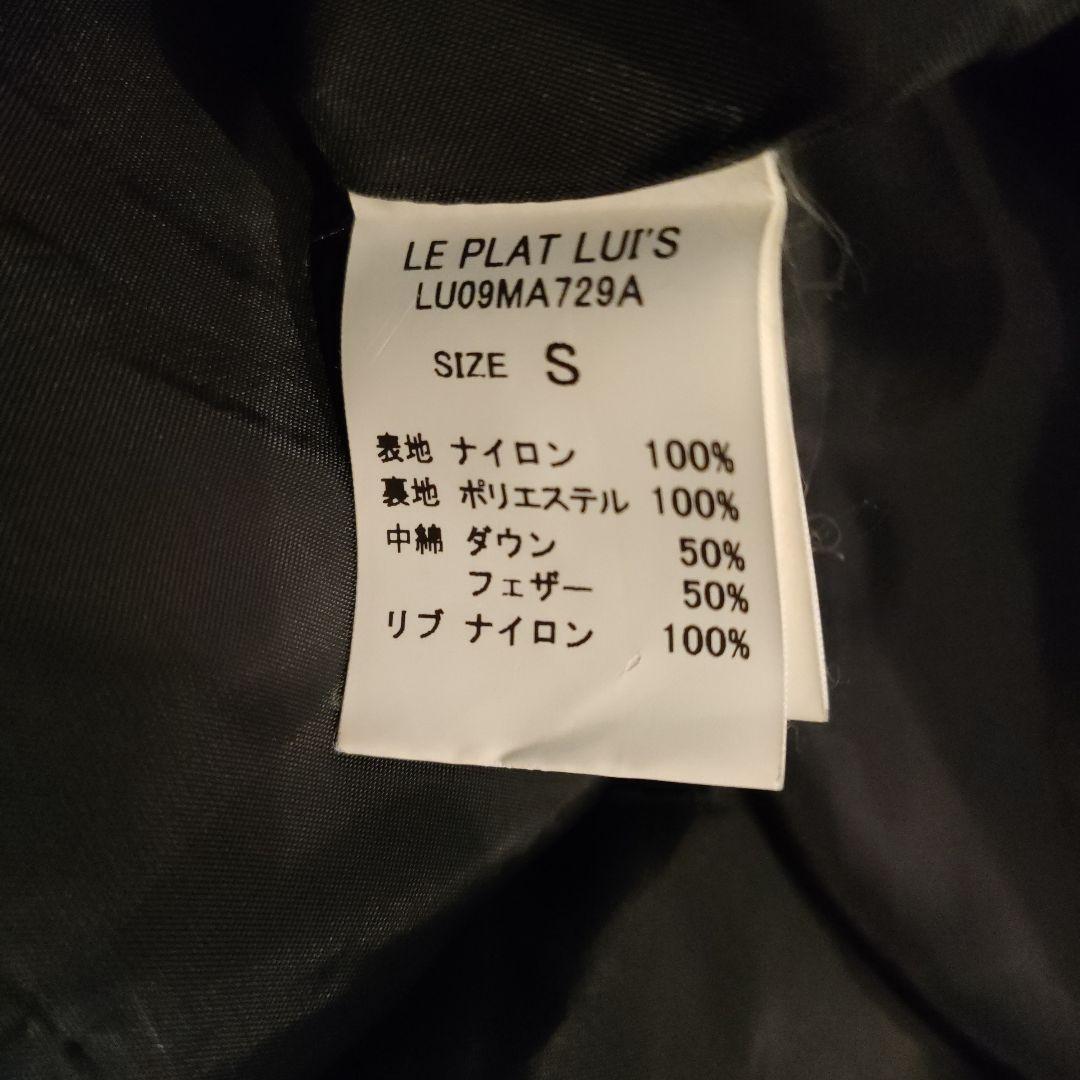 LE PLAT LUI'S
LU09MA729A
SIZE S
表地 ナイロン 100%
裏地 ポリエステル 100%
中綿 ダウン 50%
フェザー 50%
リブ ナイロン 100%